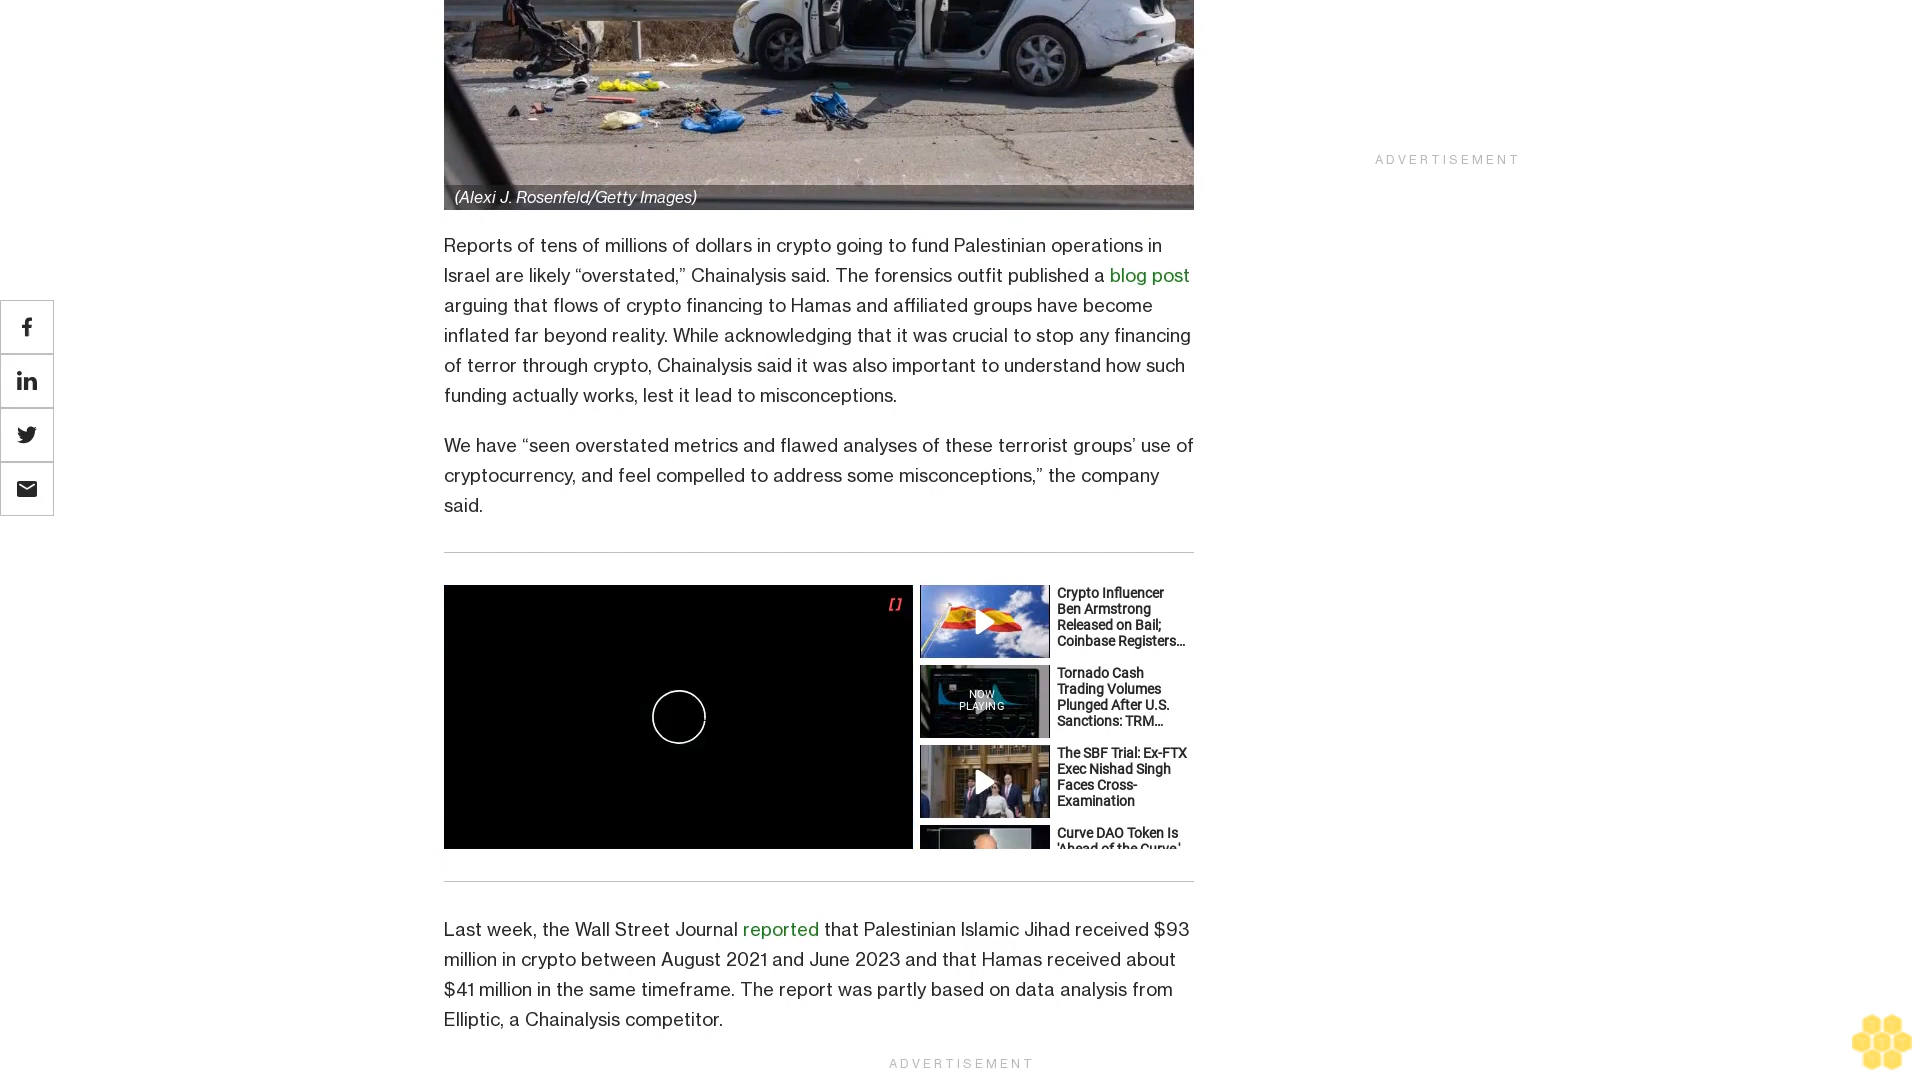 (Alexi J. Rosenfeld/Getty Images)
ADVERTISEMENT
Reports of tens of millions of dollars in crypto going to fund Palestinian operations in
Israel are likely “overstated,” Chainalysis said. The forensics outfit published a blog post
arguing that flows of crypto financing to Hamas and affiliated groups have become
inflated far beyond reality. While acknowledging that it was crucial to stop any financing
of terror through crypto, Chainalysis said it was also important to understand how such
funding actually works, lest it lead to misconceptions.
We have “seen overstated metrics and flawed analyses of these terrorist groups’ use of
cryptocurrency, and feel compelled to address some misconceptions,” the company
said.
Crypto Influencer
Ben Armstrong
Released on Bail;
Coinbase Registers...
NOW
PLAYING
Tornado Cash
Trading Volumes
Plunged After U.S.
Sanctions: TRM...
The SBF Trial: Ex-FTX
Exec Nishad Singh
Faces Cross-
Examination
Curve DAO Token Is
'Ahead of the Curve,'
Last week, the Wall Street Journal reported that Palestinian Islamic Jihad received $93
million in crypto between August 2021 and June 2023 and that Hamas received about
$41 million in the same timeframe. The report was partly based on data analysis from
Elliptic, a Chainalysis competitor.
ADVERTISEMENT